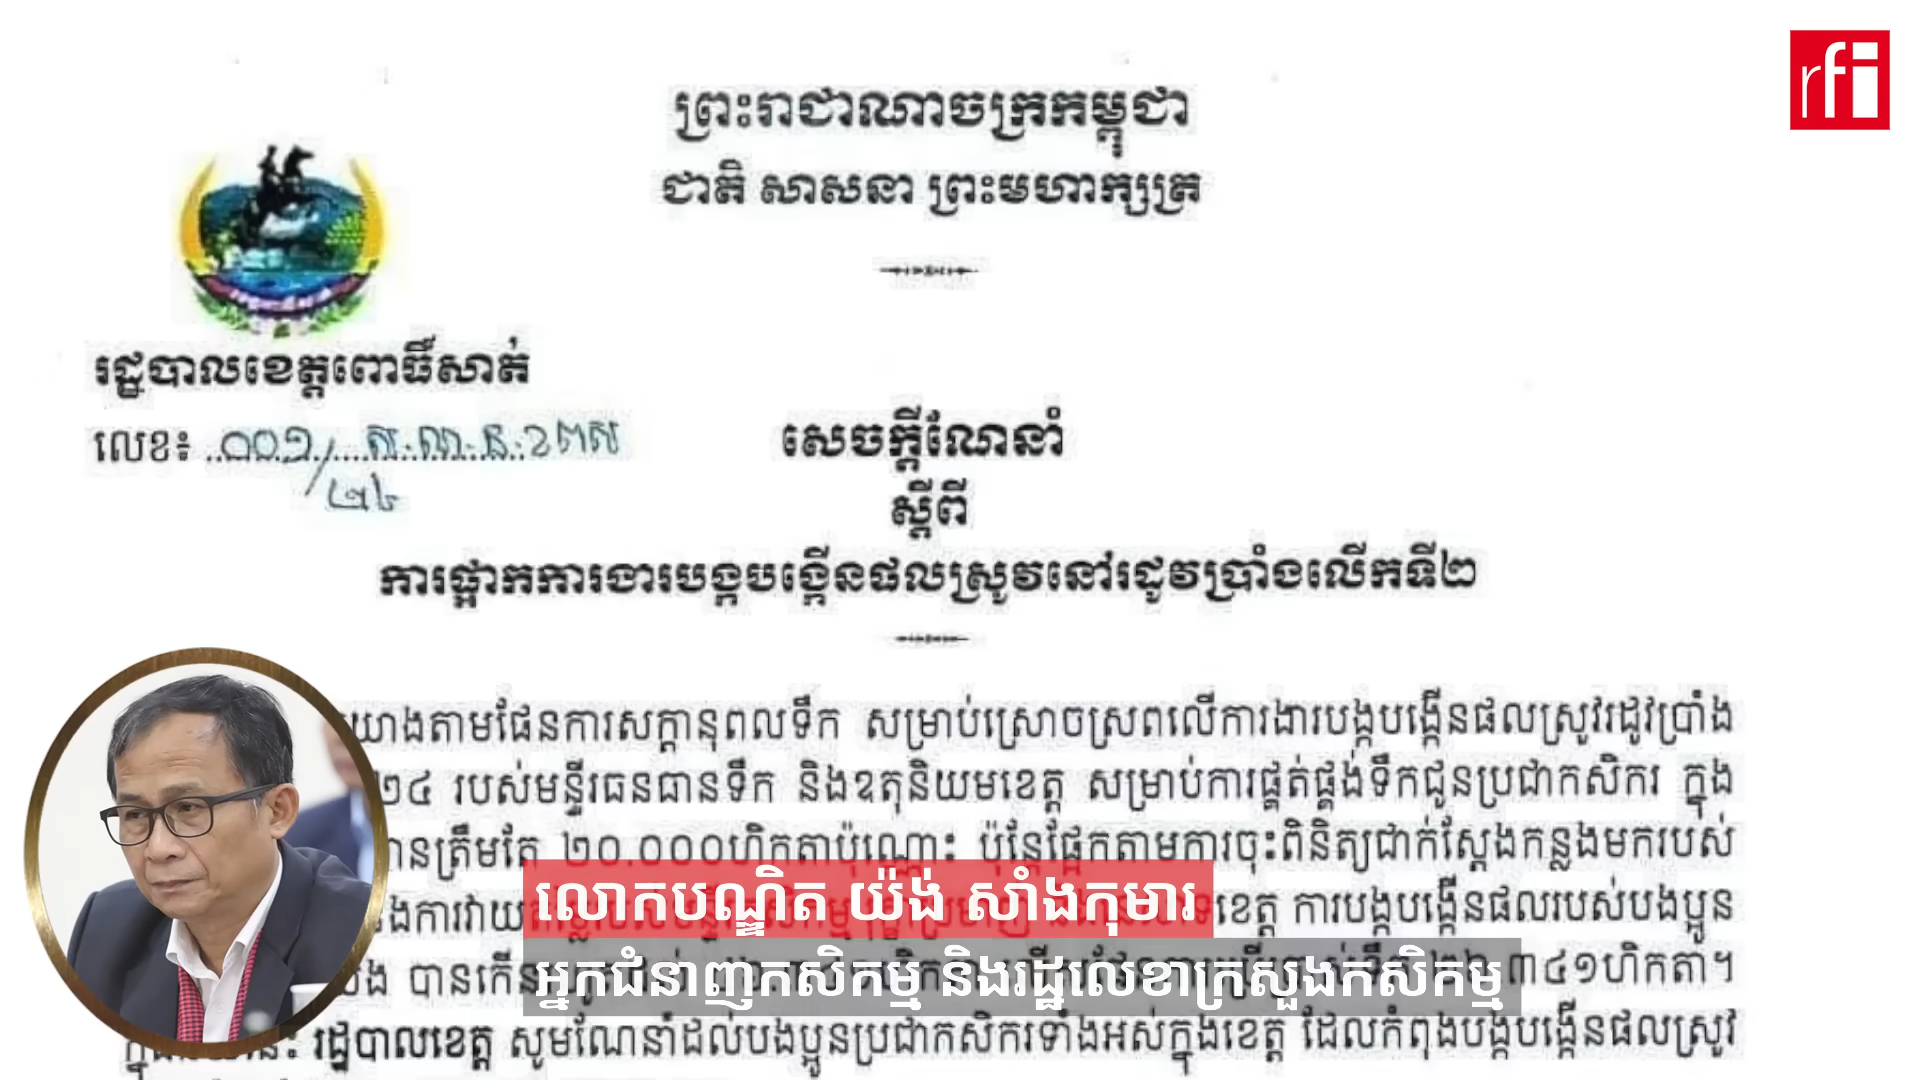 rfi
ព្រះរាជាណាចក្រកម្ពុជា
ជាតិ សាសនា ព្រះមហាក្សត្រ
រដ្ឋបាលខេត្តពោធិ៍សាត់
លេខ៖ ០០១/២៤ ស.ណ.ន.ខពស
សេចក្ដីណែនាំ
ស្ដីពី
ការផ្អាកការងារបង្កបង្កើនផលស្រូវនៅរដូវប្រាំងលើកទី២
យោងតាមផែនការសក្ដានុពលទឹក សម្រាប់ស្រោចស្រពលើការងារបង្កបង្កើនផលស្រូវរដូវប្រាំង
២៤ របស់មន្ទីរធនធានទឹក និងឧតុនិយមខេត្ត សម្រាប់ការផ្គត់ផ្គង់ទឹកជូនប្រជាកសិករ ក្នុង
ត្រឹមតែ ២០.០០០ហិកតាប៉ុណ្ណោះ ប៉ុន្តែផ្អែកតាមការចុះពិនិត្យជាក់ស្ដែងកន្លងមករបស់
ខេត្ត ការបង្កបង្កើនផលរបស់បងប្អូន
បានកើន ៣៤១ហិកតា។
រដ្ឋបាលខេត្ត សូមណែនាំដល់បងប្អូនប្រជាកសិករទាំងអស់ក្នុងខេត្ត ដែលកំពុងបង្កបង្កើនផលស្រូវ
លោកបណ្ឌិត យ៉ង់ សាំងកុមារ
អ្នកជំនាញកសិកម្ម និងរដ្ឋលេខាក្រសួងកសិកម្ម